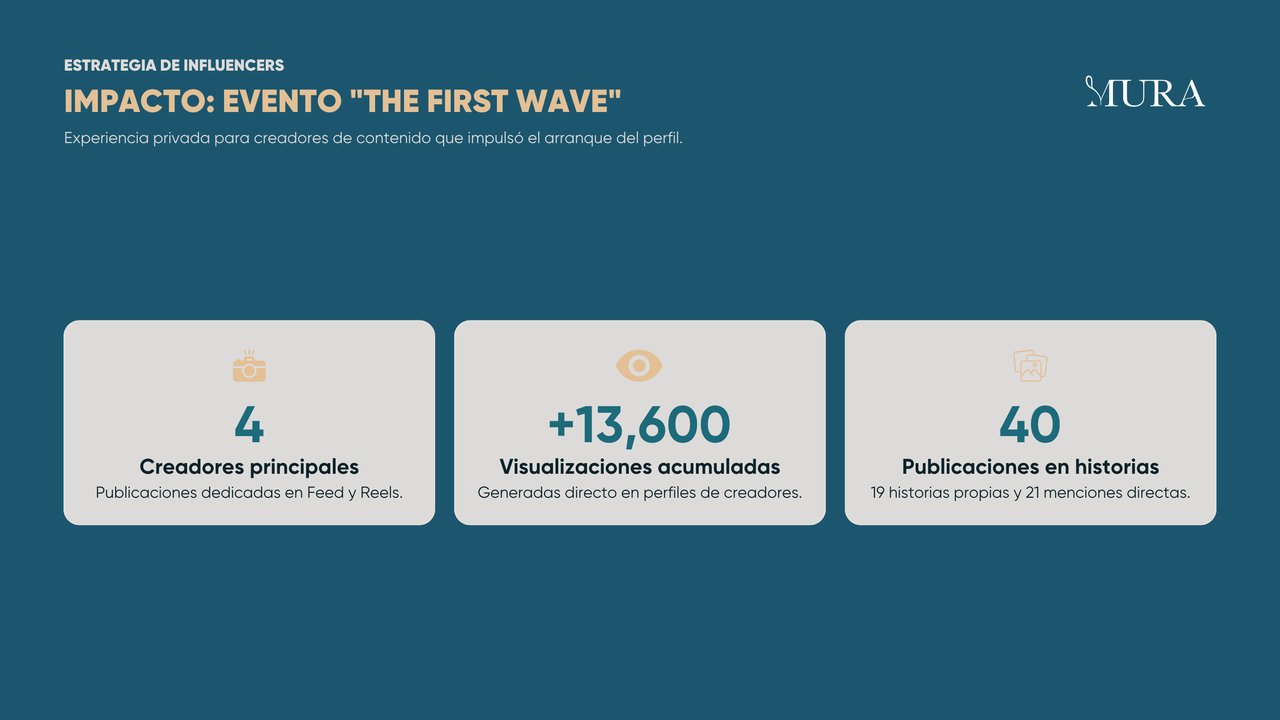 ESTRATEGIA DE INFLUENCERS
IMPACTO: EVENTO "THE FIRST WAVE"
Experiencia privada para creadores de contenido que impulsó el arranque del perfil.
MURA
4
Creadores principales
Publicaciones dedicadas en Feed y Reels.
+13,600
Visualizaciones acumuladas
Generadas directo en perfiles de creadores.
40
Publicaciones en historias
19 historias propias y 21 menciones directas.